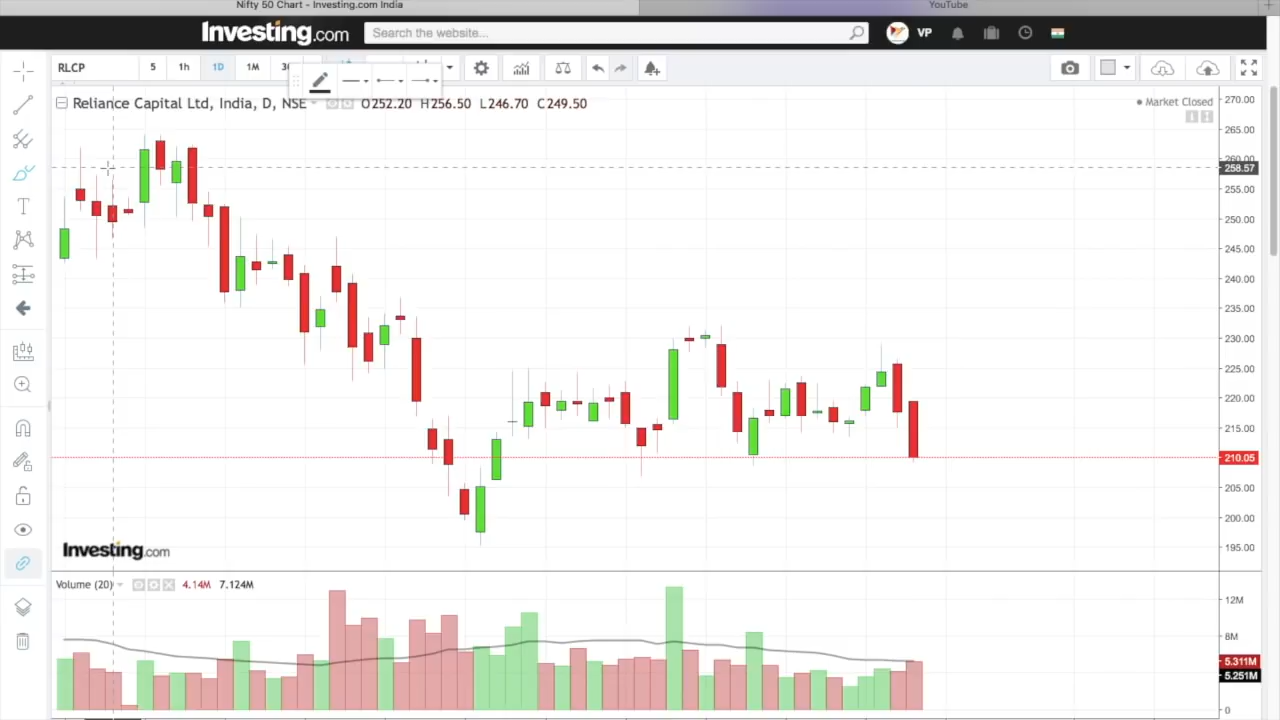 Nifty 50 Chart - Investing.com India
YouTube
Investing.com
Search the website...
VP
RLCP
5
1h
1D
1M
Reliance Capital Ltd, India, D, NSE
O252.20 H256.50 L246.70 C249.50
Market Closed
270.00
265.00
260.00
258.57
255.00
250.00
245.00
240.00
235.00
230.00
225.00
220.00
215.00
210.05
205.00
200.00
195.00
Investing.com
Volume (20)
4.14M 7.124M
12M
8M
5.311M
5.251M
0